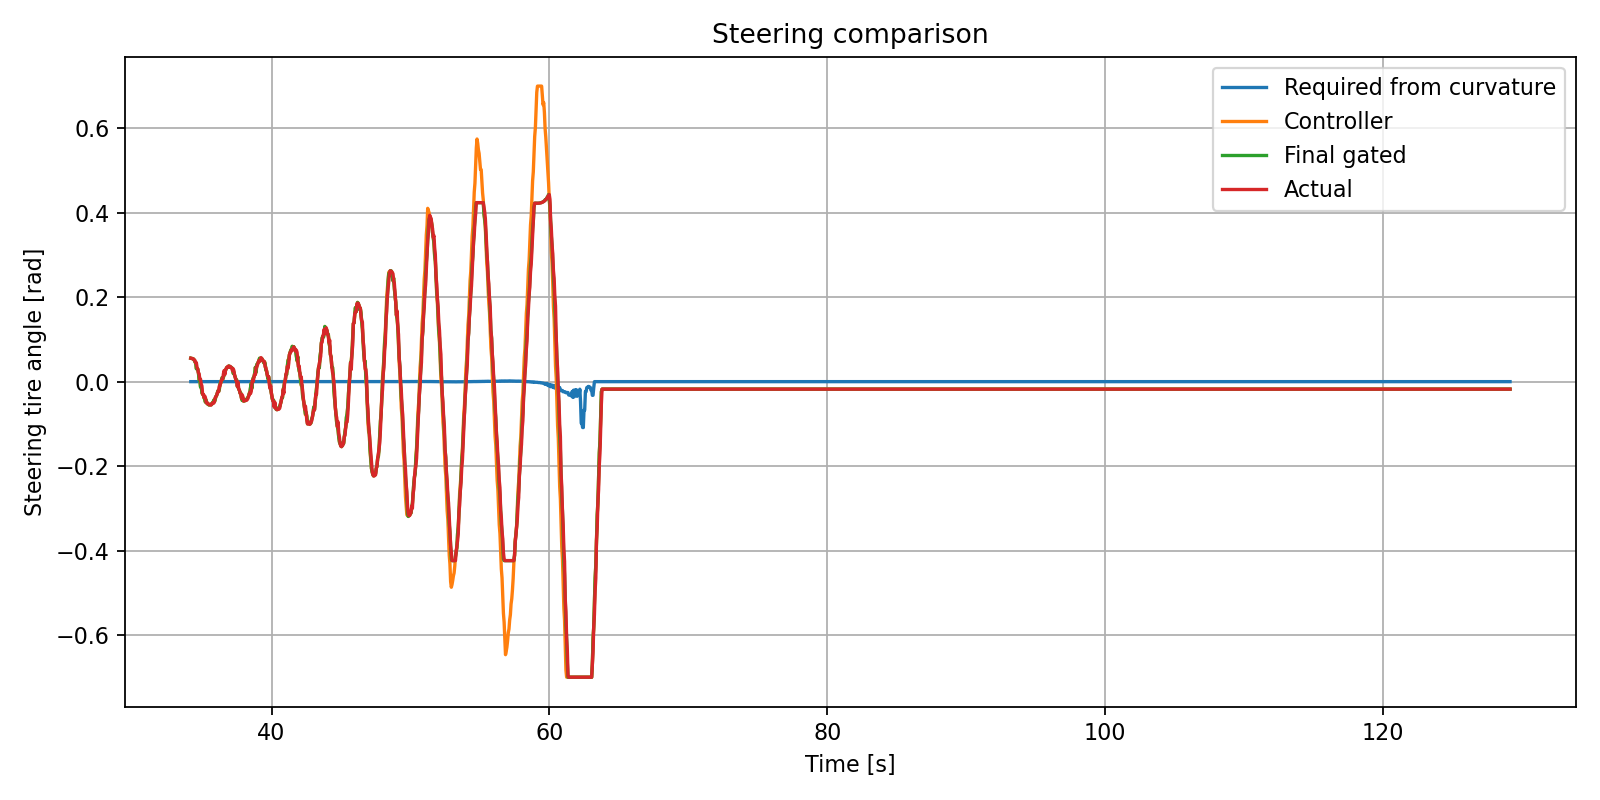 Steering comparison
Required from curvature
Controller
Final gated
Actual
Steering tire angle [rad]
0.6
0.4
0.2
0.0
−0.2
−0.4
−0.6
40
60
80
100
120
Time [s]